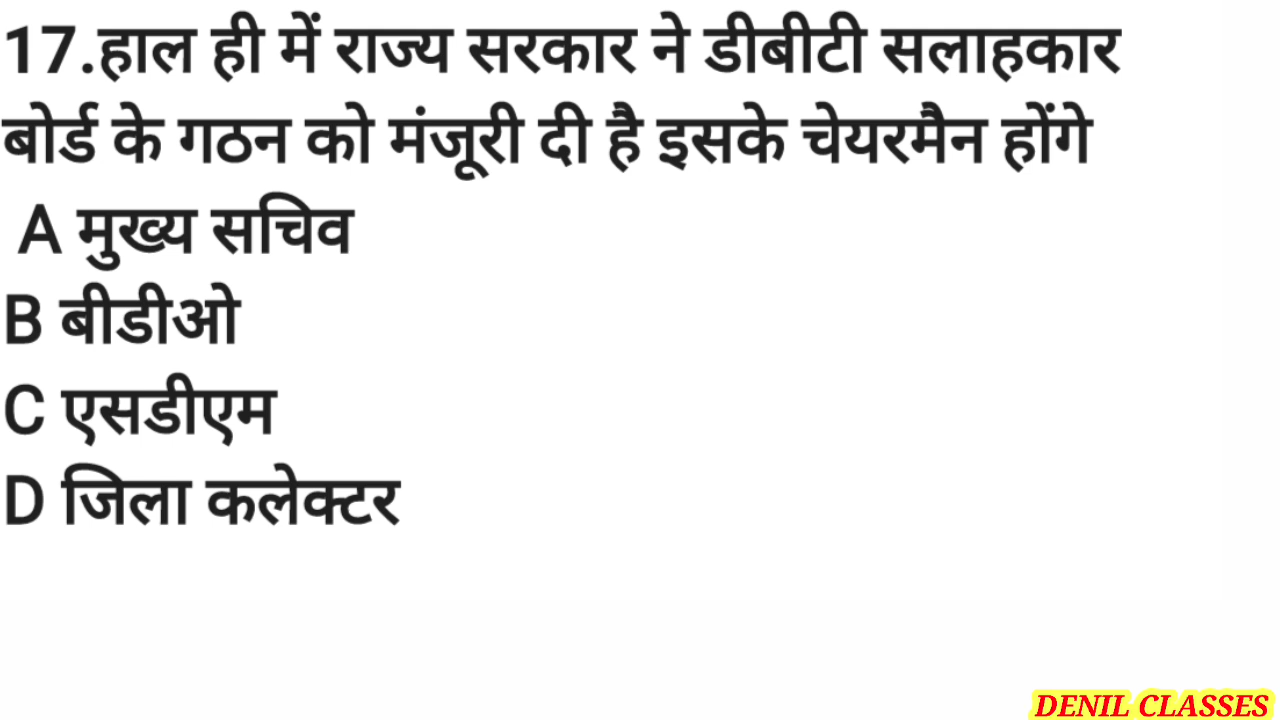 17.हाल ही में राज्य सरकार ने डीबीटी सलाहकार
बोर्ड के गठन को मंजूरी दी है इसके चेयरमैन होंगे
A मुख्य सचिव
B बीडीओ
C एसडीएम
D जिला कलेक्टर
DENIL CLASSES